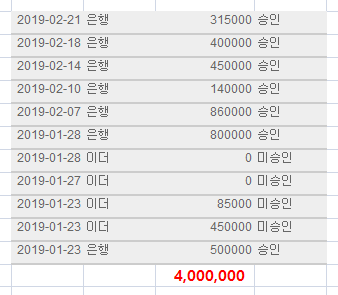 2019-02-21 은행 315000 승인
2019-02-18 은행 400000 승인
2019-02-14 은행 450000 승인
2019-02-10 은행 140000 승인
2019-02-07 은행 860000 승인
2019-01-28 은행 800000 승인
2019-01-28 이더 0 미승인
2019-01-27 이더 0 미승인
2019-01-23 이더 85000 미승인
2019-01-23 이더 450000 미승인
2019-01-23 은행 500000 승인
4,000,000